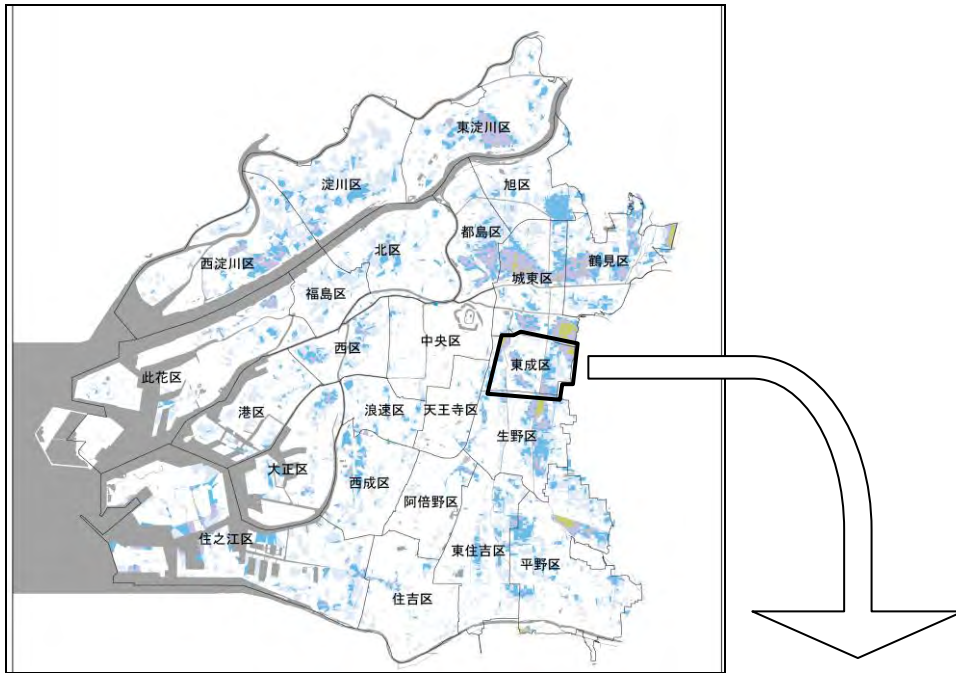 東淀川区
淀川区
旭区
都島区
北区
鶴見区
西淀川区
城東区
福島区
中央区
西区
東成区
此花区
浪速区
天王寺区
港区
生野区
大正区
西成区
阿倍野区
住之江区
東住吉区
平野区
住吉区